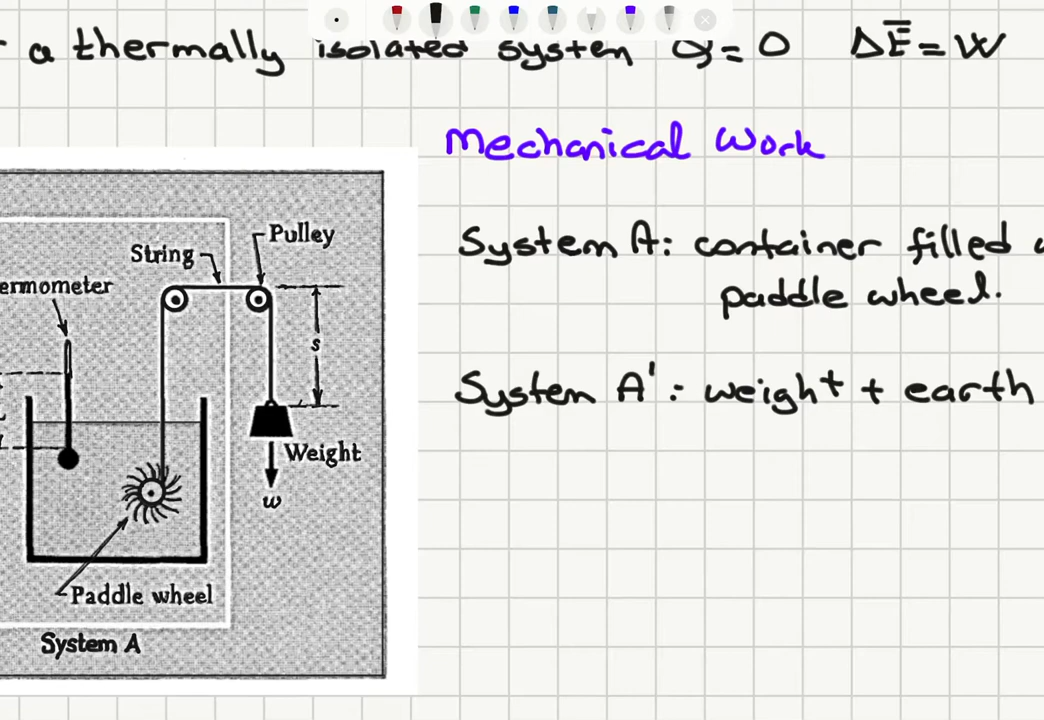 a thermally isolated system Q = 0 ΔE̅ = W
Mechanical Work
System A: container filled
paddle wheel.
System A' : weight + earth
Pulley
String
ermometer
s
Weight
w
Paddle wheel
System A